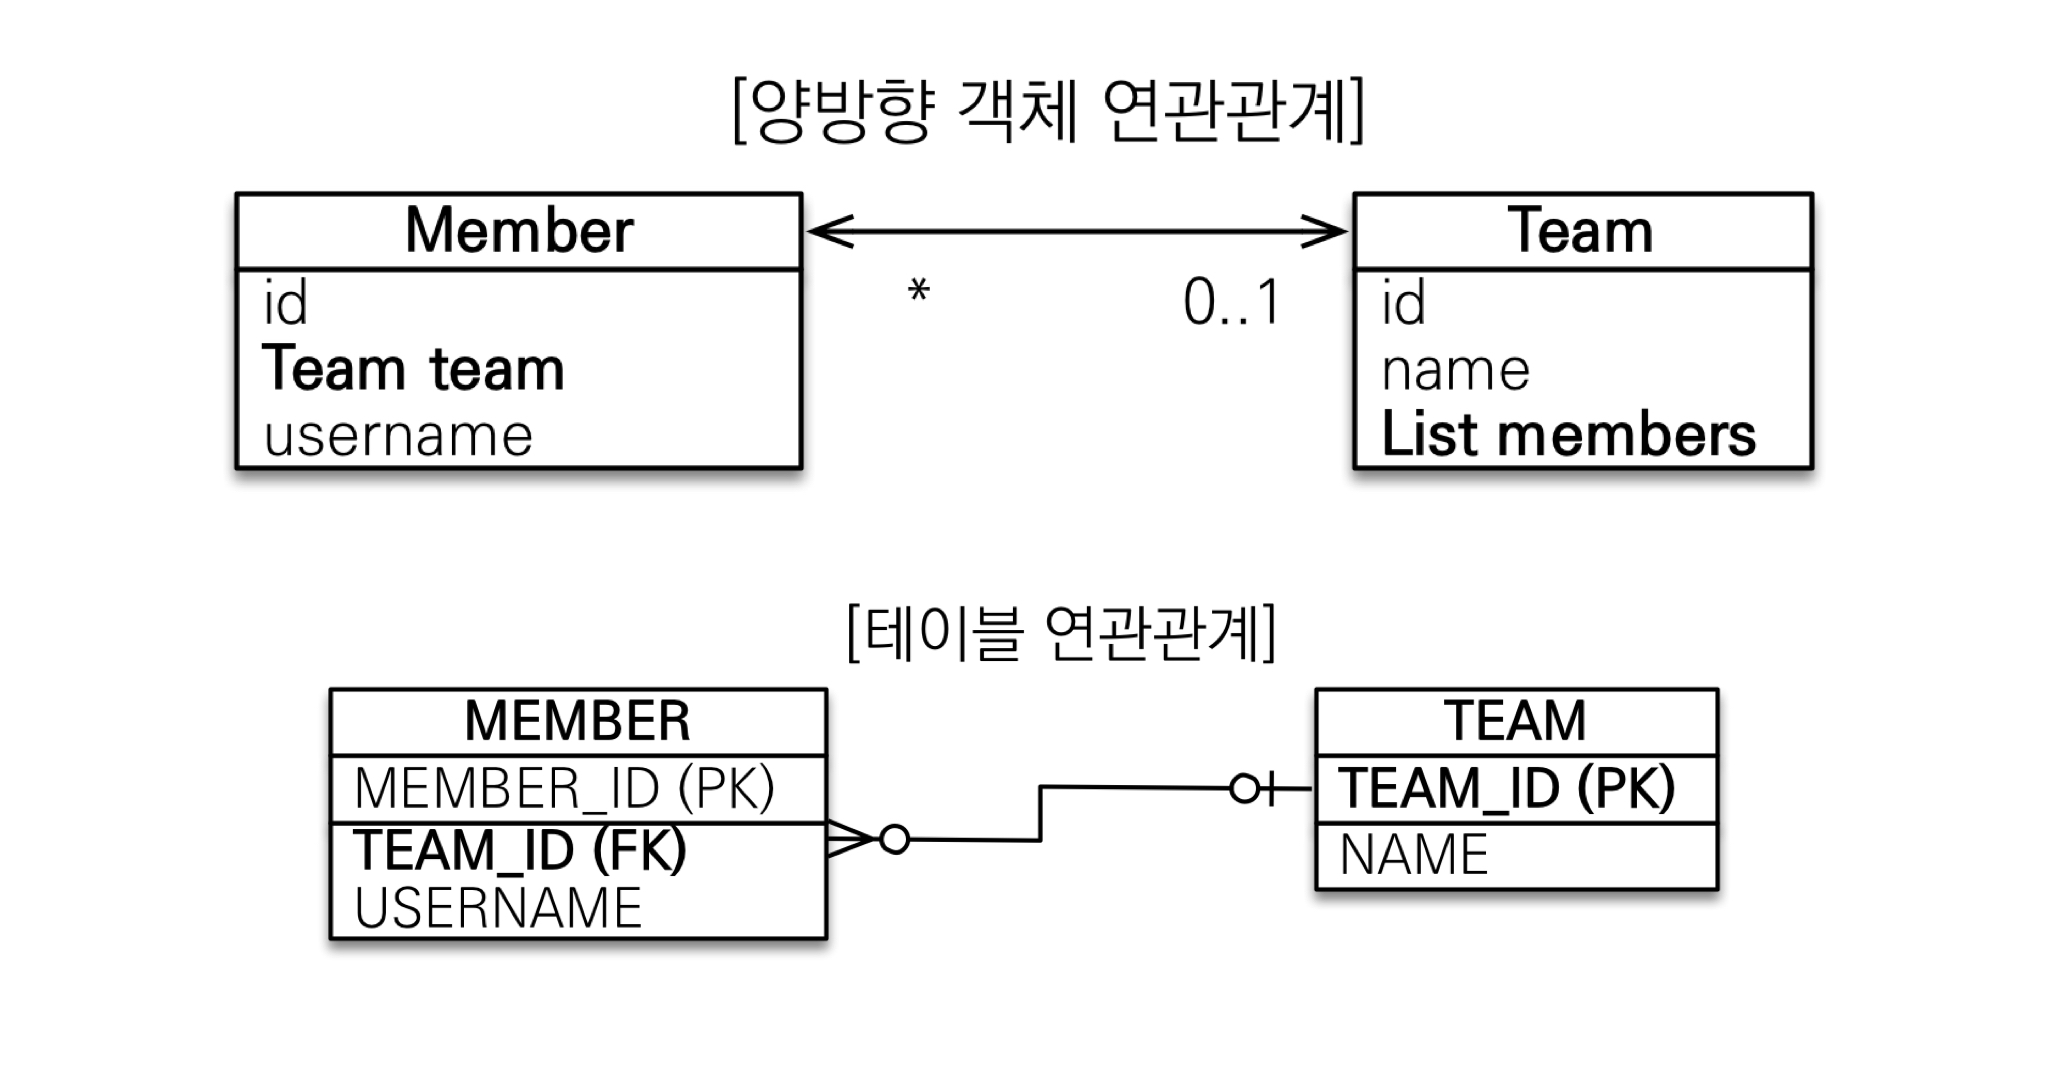 [양방향 객체 연관관계]
Member
Team
*
0..1
id
Team team
username
id
name
List members
[테이블 연관관계]
MEMBER
MEMBER_ID (PK)
TEAM_ID (FK)
USERNAME
TEAM
TEAM_ID (PK)
NAME